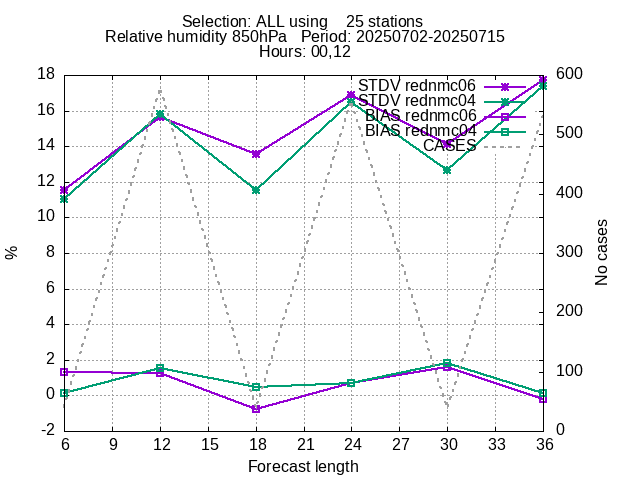 Selection: ALL using    25 stations
Relative humidity 850hPa   Period: 20250702-20250715
Hours: 00,12
STDV rednmc06
STDV rednmc04
BIAS rednmc06
BIAS rednmc04
CASES
18
16
14
12
10
8
6
4
2
0
-2
%
600
500
400
300
200
100
0
No cases
6 9 12 15 18 21 24 27 30 33 36
Forecast length